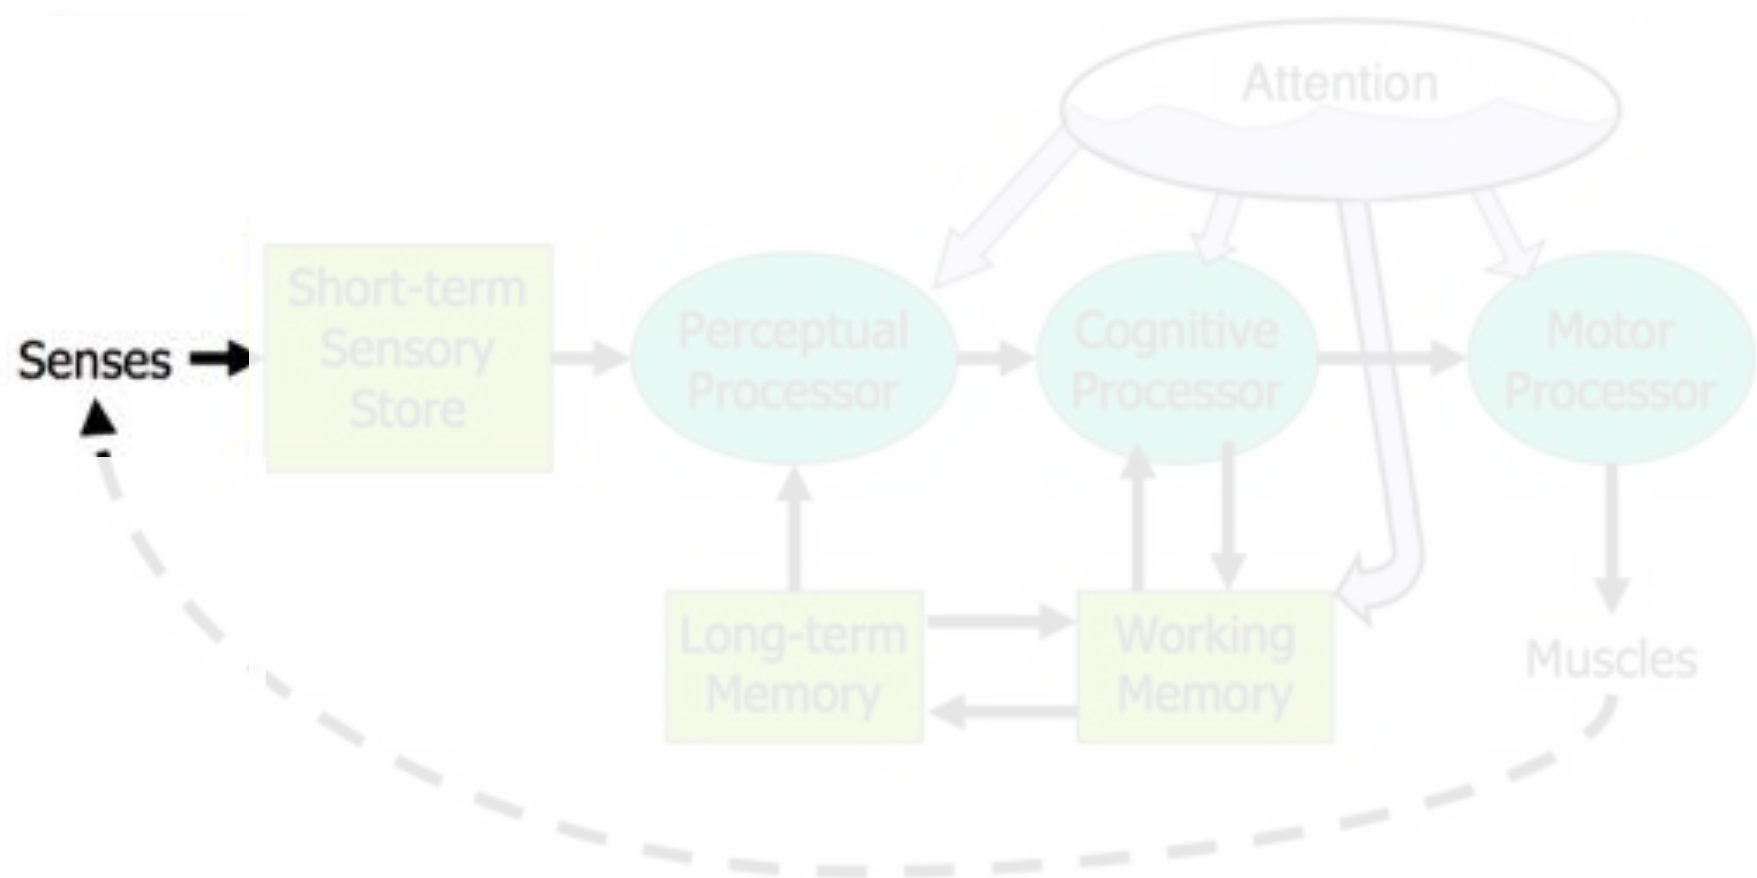 Attention
Short-term
Sensory
Store
Senses
Perceptual
Processor
Cognitive
Processor
Motor
Processor
Long-term
Memory
Working
Memory
Muscles